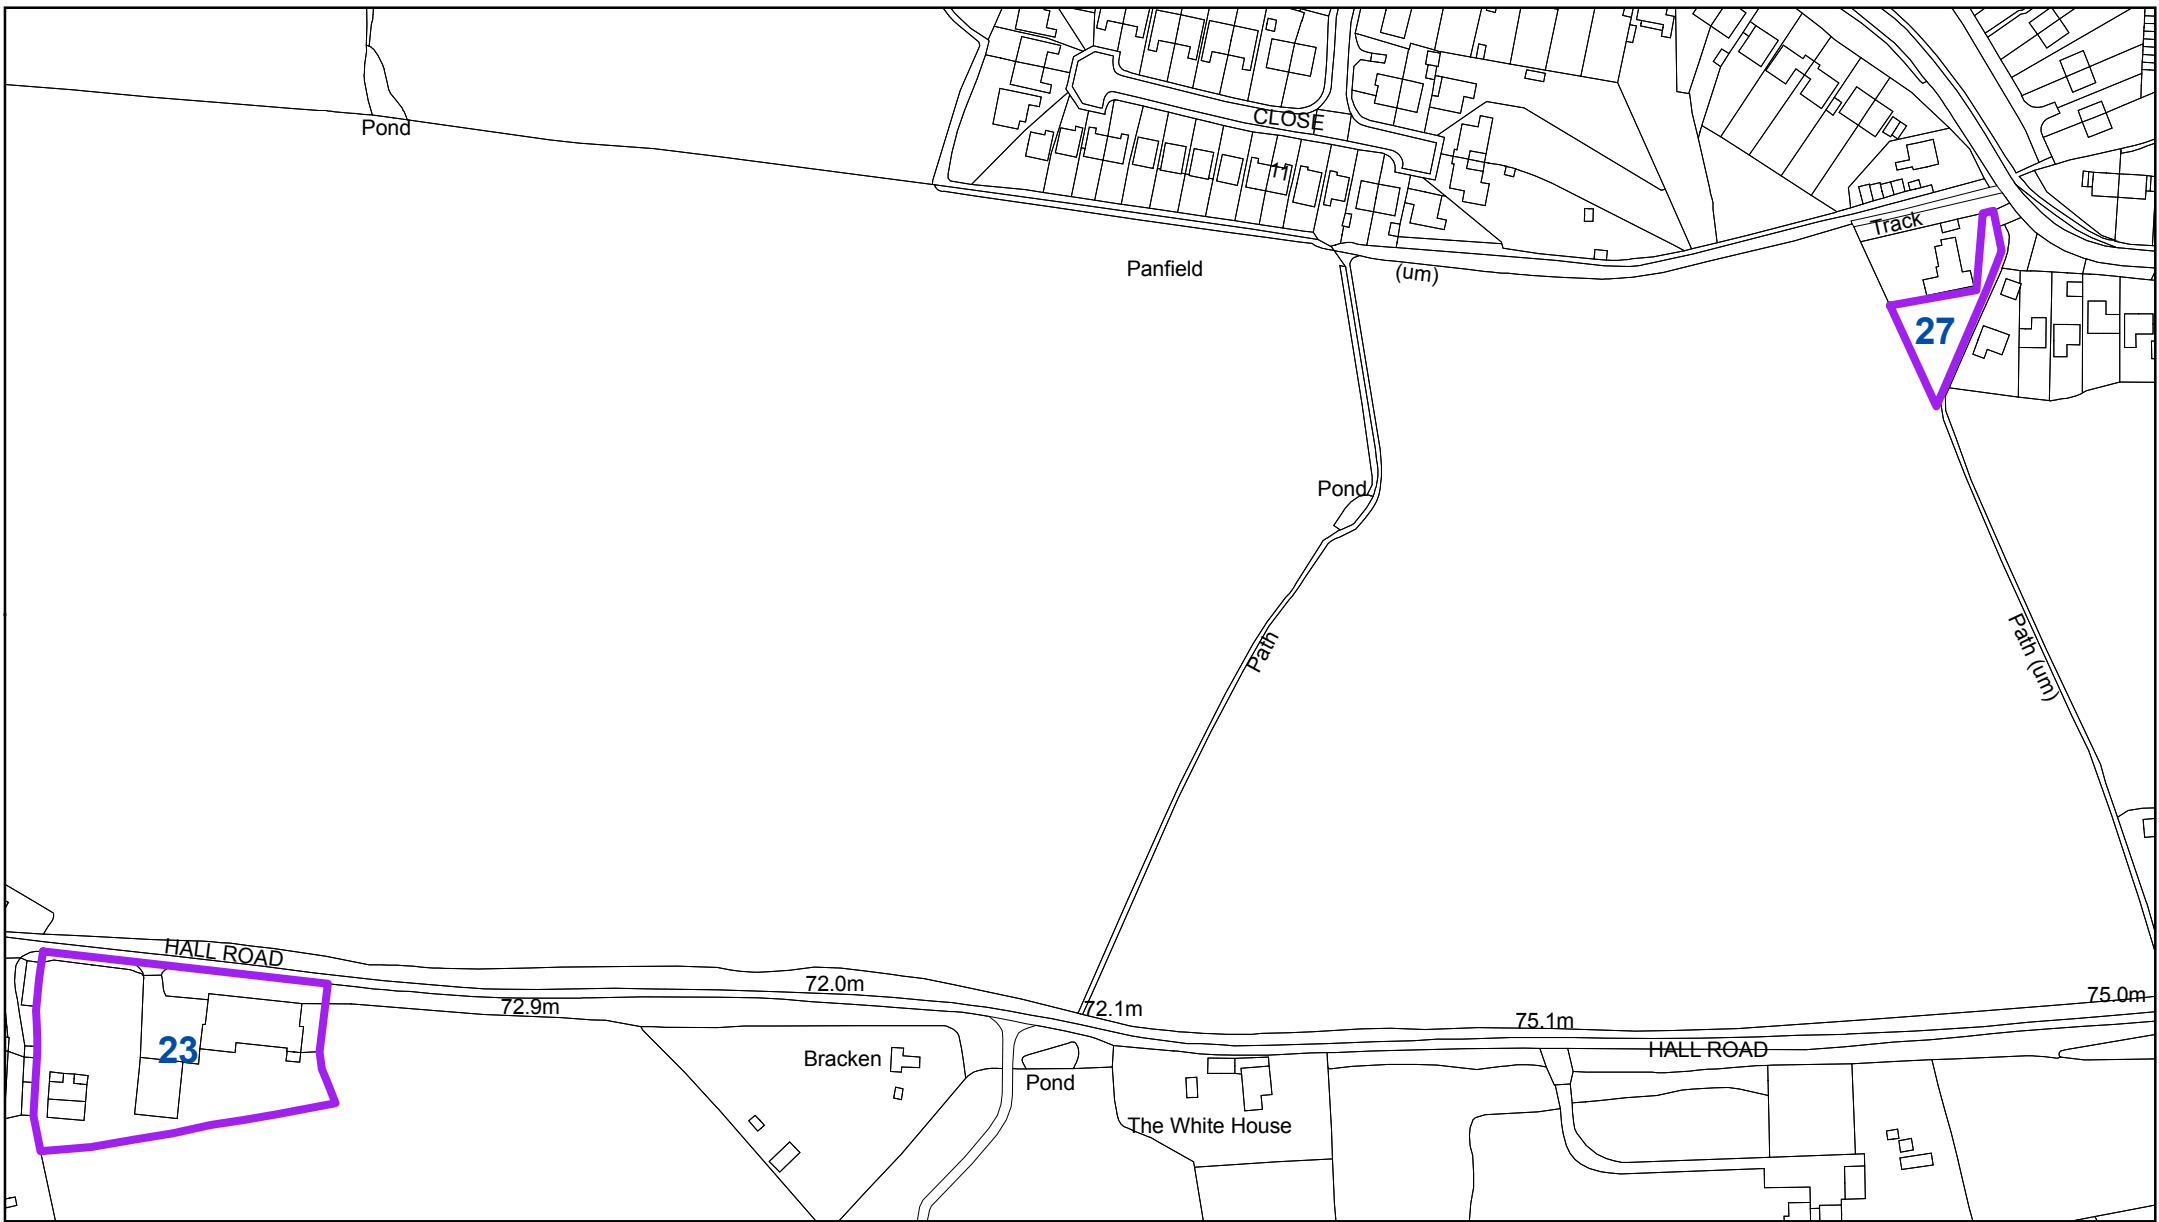 Pond
CLOSE
11
Track
Panfield
(um)
27
Pond
Path
Path (um)
HALL ROAD
72.0m
72.9m
72.1m
75.0m
75.1m
HALL ROAD
23
Bracken
Pond
The White House